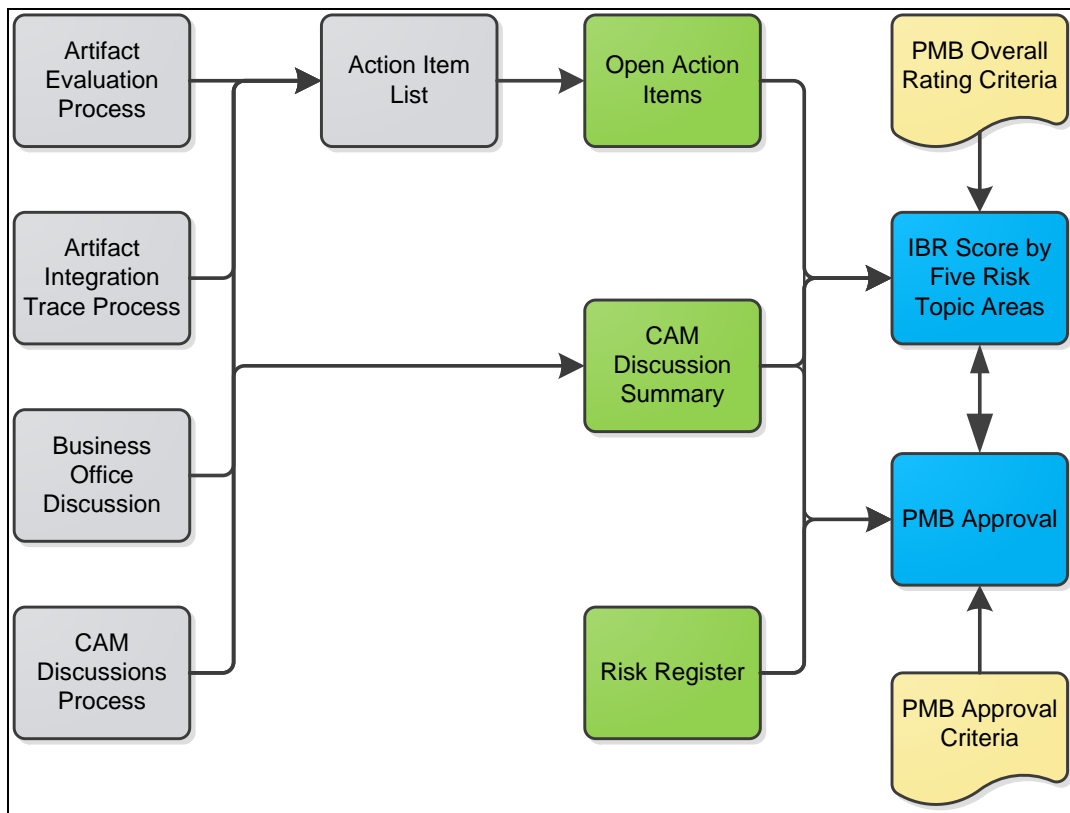 Artifact
Evaluation
Process
Action Item
List
Open Action
Items
PMB Overall
Rating Criteria
Artifact
Integration
Trace Process
IBR Score by
Five Risk
Topic Areas
CAM
Discussion
Summary
Business
Office
Discussion
PMB Approval
CAM
Discussions
Process
Risk Register
PMB Approval
Criteria